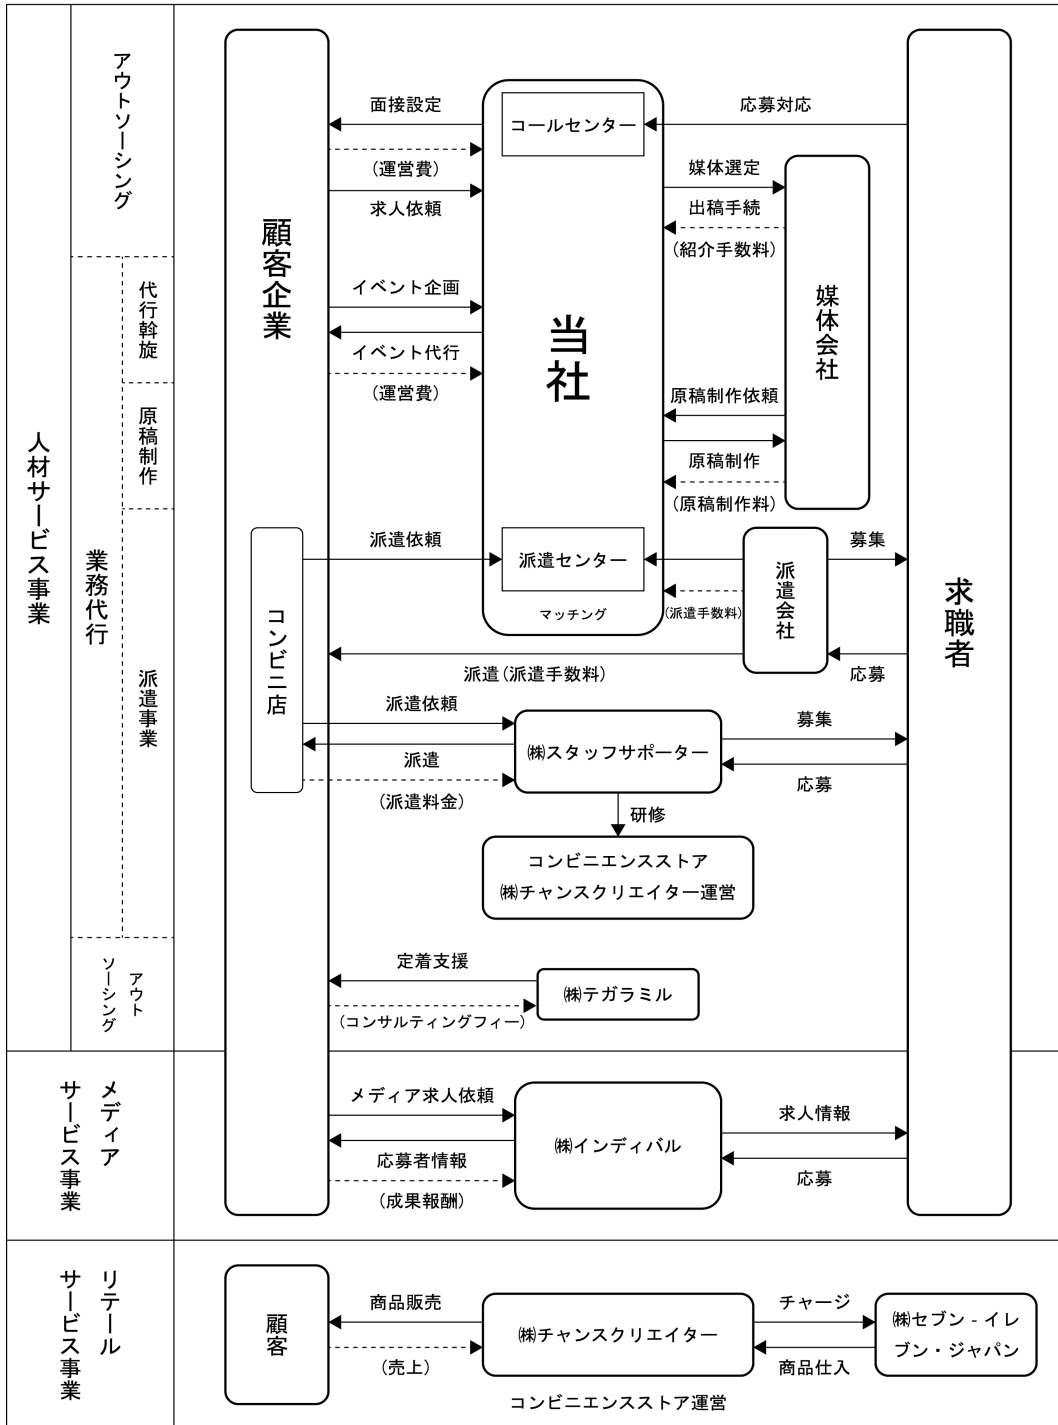 人材サービス事業
アウトソーシング
業務代行
代行斡旋
原稿制作
派遣事業
アウト
ソーシング
顧客企業
コンビニ店
当社
コールセンター
面接設定
(運営費)
求人依頼
応募対応
媒体選定
出稿手続
(紹介手数料)
媒体会社
イベント企画
イベント代行
(運営費)
原稿制作依頼
原稿制作
(原稿制作料)
派遣依頼
派遣センター
マッチング
(派遣手数料)
派遣会社
募集
応募
求職者
派遣(派遣手数料)
派遣依頼
派遣
(派遣料金)
㈱スタッフサポーター
募集
応募
研修
コンビニエンスストア
㈱チャンスクリエイター運営
定着支援
(コンサルティングフィー)
㈱テガラミル
メディア
サービス事業
メディア求人依頼
応募者情報
(成果報酬)
㈱インディバル
求人情報
応募
リテール
サービス事業
顧客
商品販売
(売上)
㈱チャンスクリエイター
コンビニエンスストア運営
チャージ
商品仕入
㈱セブン‐イレ
ブン・ジャパン